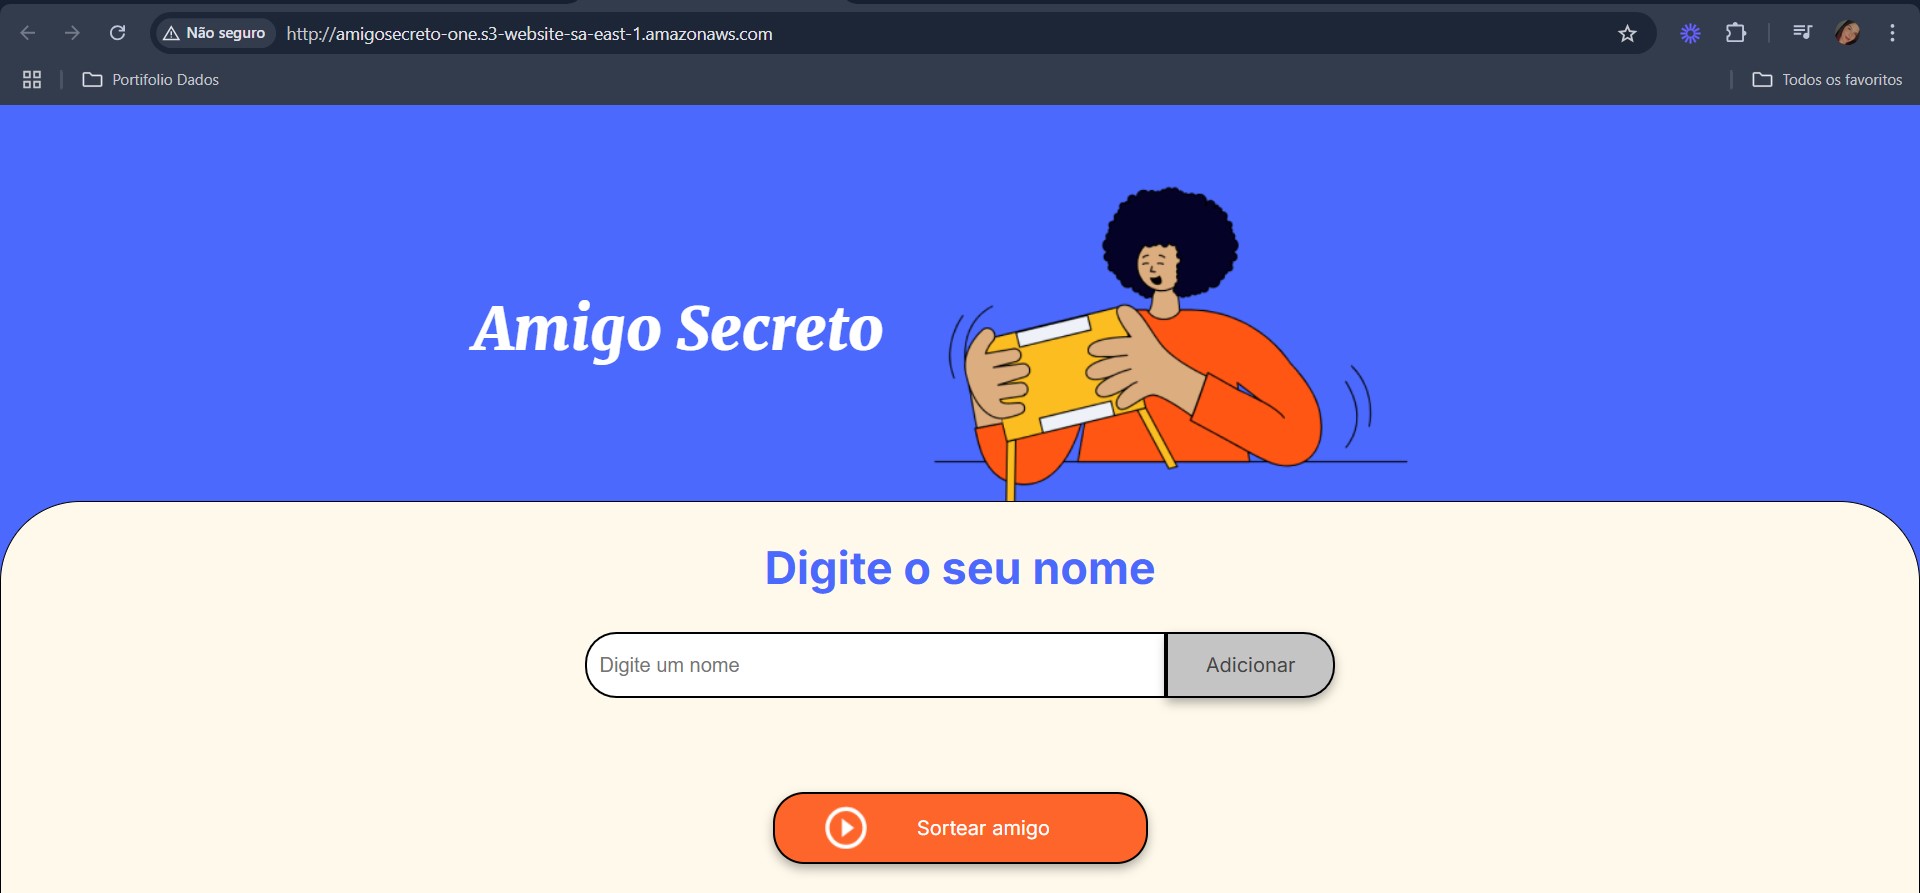 Não seguro
http://amigosecreto-one.s3-website-sa-east-1.amazonaws.com
Portifolio Dados
Todos os favoritos
Amigo Secreto
Digite o seu nome
Digite um nome
Adicionar
Sortear amigo